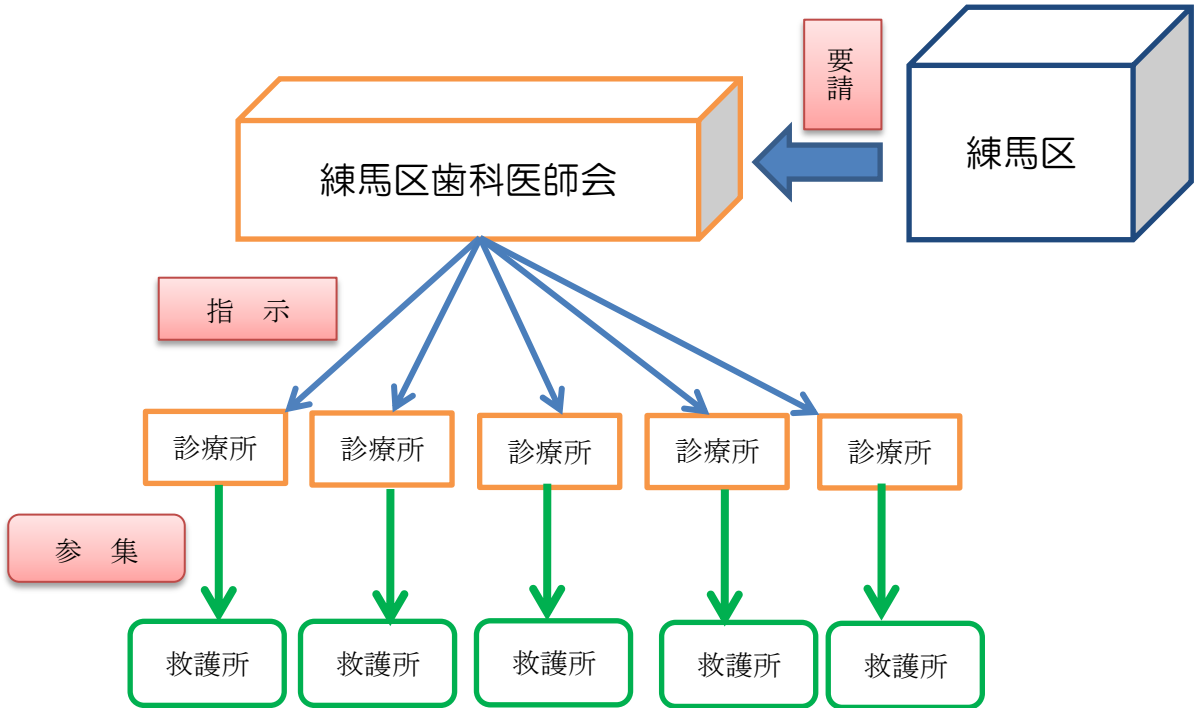 要請
練馬区
練馬区歯科医師会
指　示
診療所
診療所
診療所
診療所
診療所
参　集
救護所
救護所
救護所
救護所
救護所